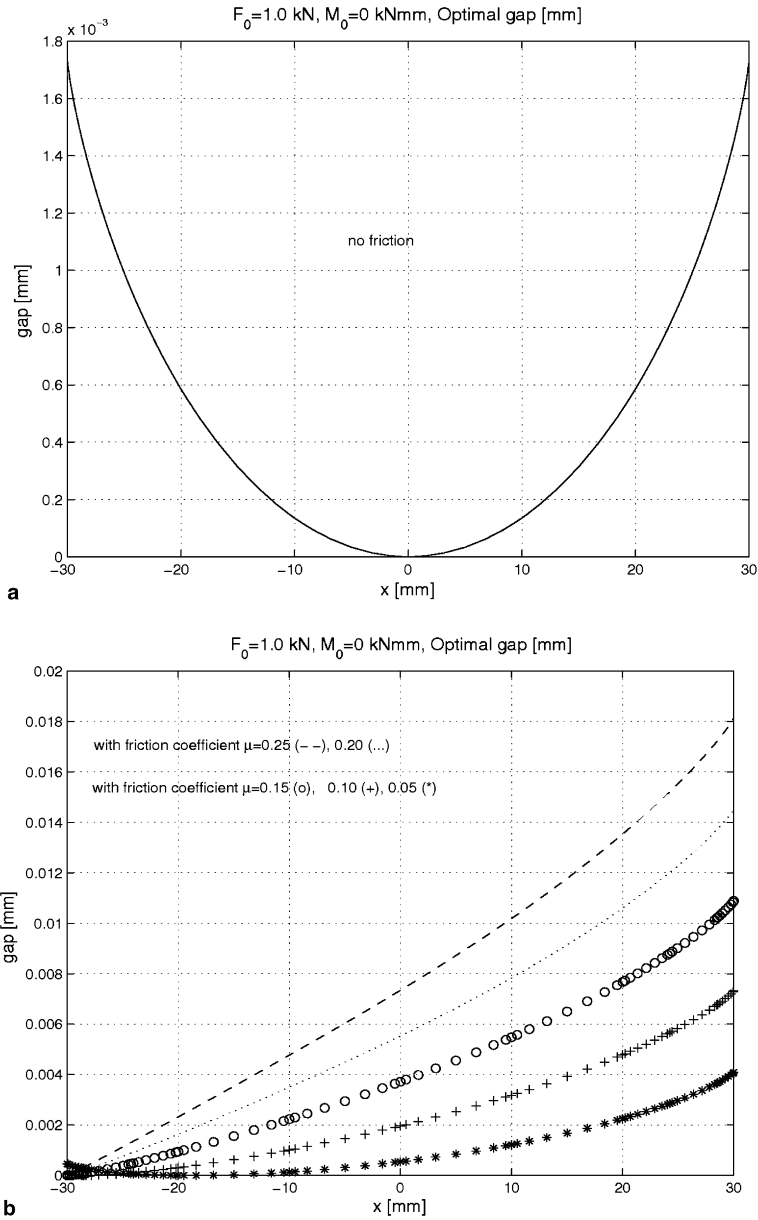 F0=1.0 kN, M0=0 kNmm, Optimal gap [mm]
x 10−3
1.8
1.6
1.4
1.2
1
0.8
0.6
0.4
0.2
0
gap [mm]
no friction
−30 −20 −10 0 10 20 30
x [mm]
a
F0=1.0 kN, M0=0 kNmm, Optimal gap [mm]
0.02
0.018
0.016
0.014
0.012
0.01
0.008
0.006
0.004
0.002
0
gap [mm]
with friction coefficient μ=0.25 (− −), 0.20 (...)
with friction coefficient μ=0.15 (o), 0.10 (+), 0.05 (*)
−30 −20 −10 0 10 20 30
x [mm]
b